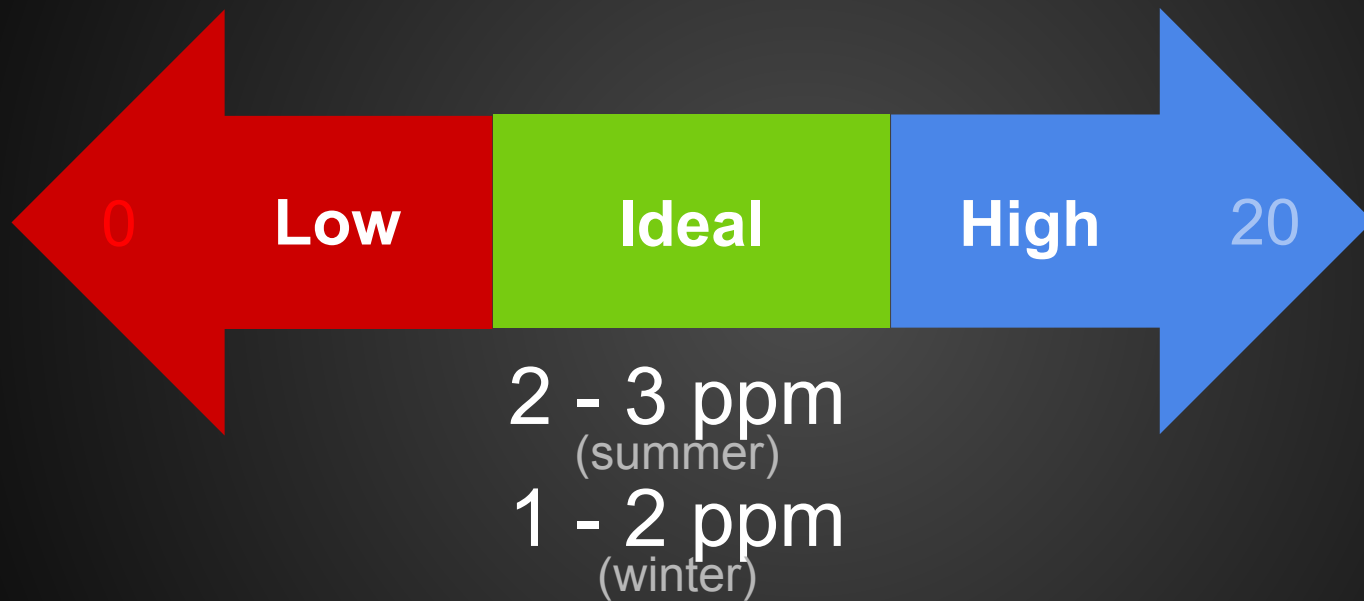 0 Low Ideal High 20
2 - 3 ppm
(summer)
1 - 2 ppm
(winter)